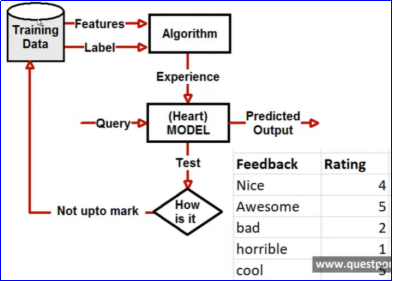 Training
Data
Features
Label
Algorithm
Experience
Query
(Heart)
MODEL
Predicted
Output
Test
How
is it
Not upto mark
Feedback Rating
Nice 4
Awesome 5
bad 2
horrible 1
cool 5
www.questpo